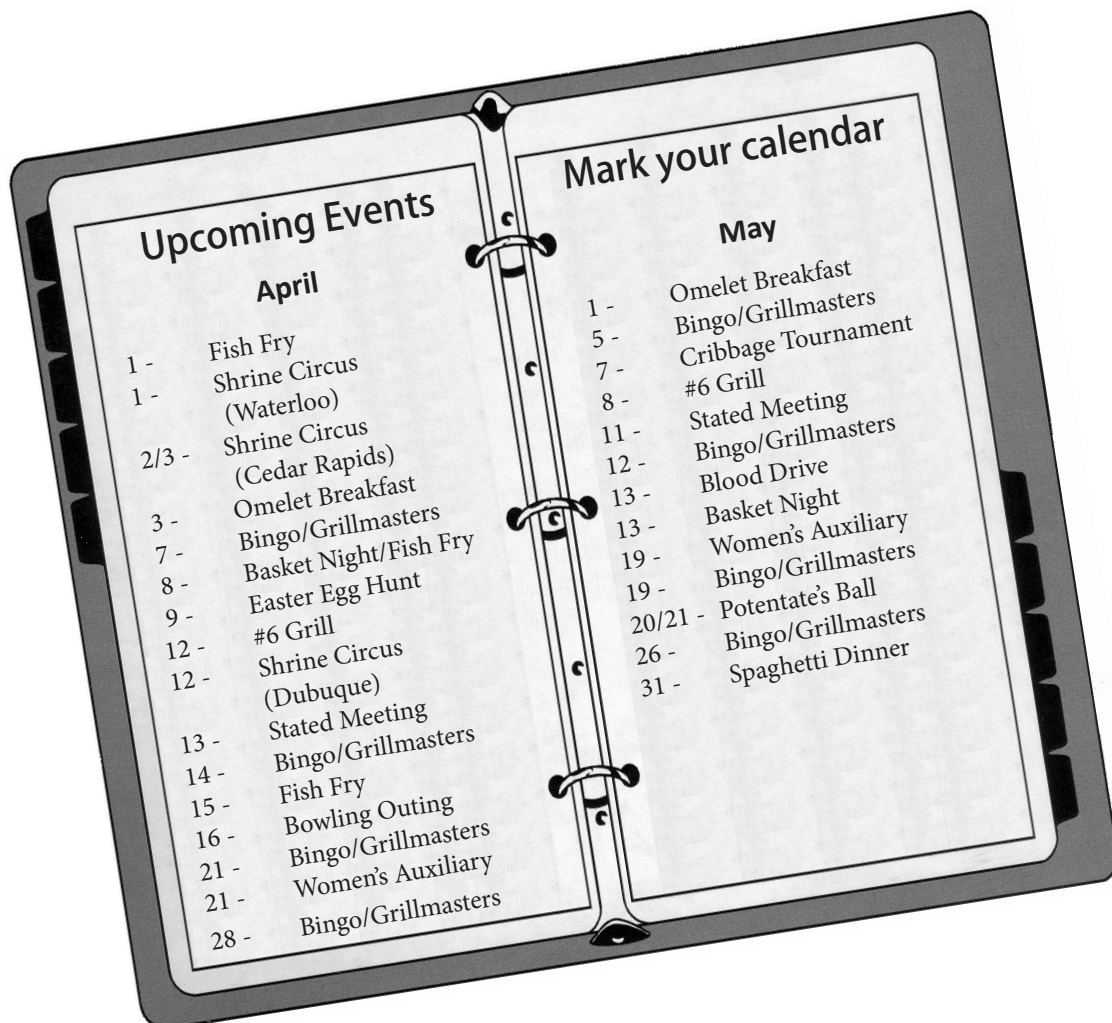 Upcoming Events
April
1 - Fish Fry
1 - Shrine Circus
(Waterloo)
2/3 - Shrine Circus
(Cedar Rapids)
3 - Omelet Breakfast
7 - Bingo/Grillmasters
8 - Basket Night/Fish Fry
9 - Easter Egg Hunt
12 - #6 Grill
12 - Shrine Circus
(Dubuque)
13 - Stated Meeting
14 - Bingo/Grillmasters
15 - Fish Fry
16 - Bowling Outing
21 - Bingo/Grillmasters
21 - Women's Auxiliary
28 - Bingo/Grillmasters
Mark your calendar
May
1 - Omelet Breakfast
5 - Bingo/Grillmasters
7 - Cribbage Tournament
8 - #6 Grill
11 - Stated Meeting
12 - Bingo/Grillmasters
13 - Blood Drive
13 - Basket Night
19 - Women's Auxiliary
19 - Bingo/Grillmasters
20/21 - Potentate's Ball
26 - Bingo/Grillmasters
31 - Spaghetti Dinner